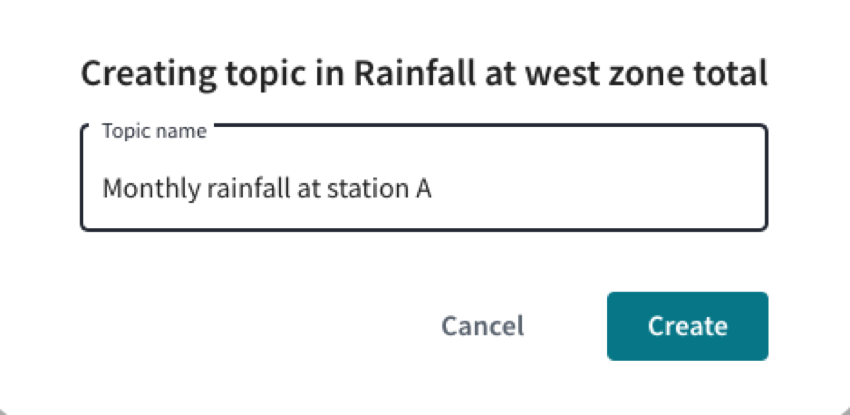 Creating topic in Rainfall at west zone total
Topic name
Monthly rainfall at station A
Cancel
Create